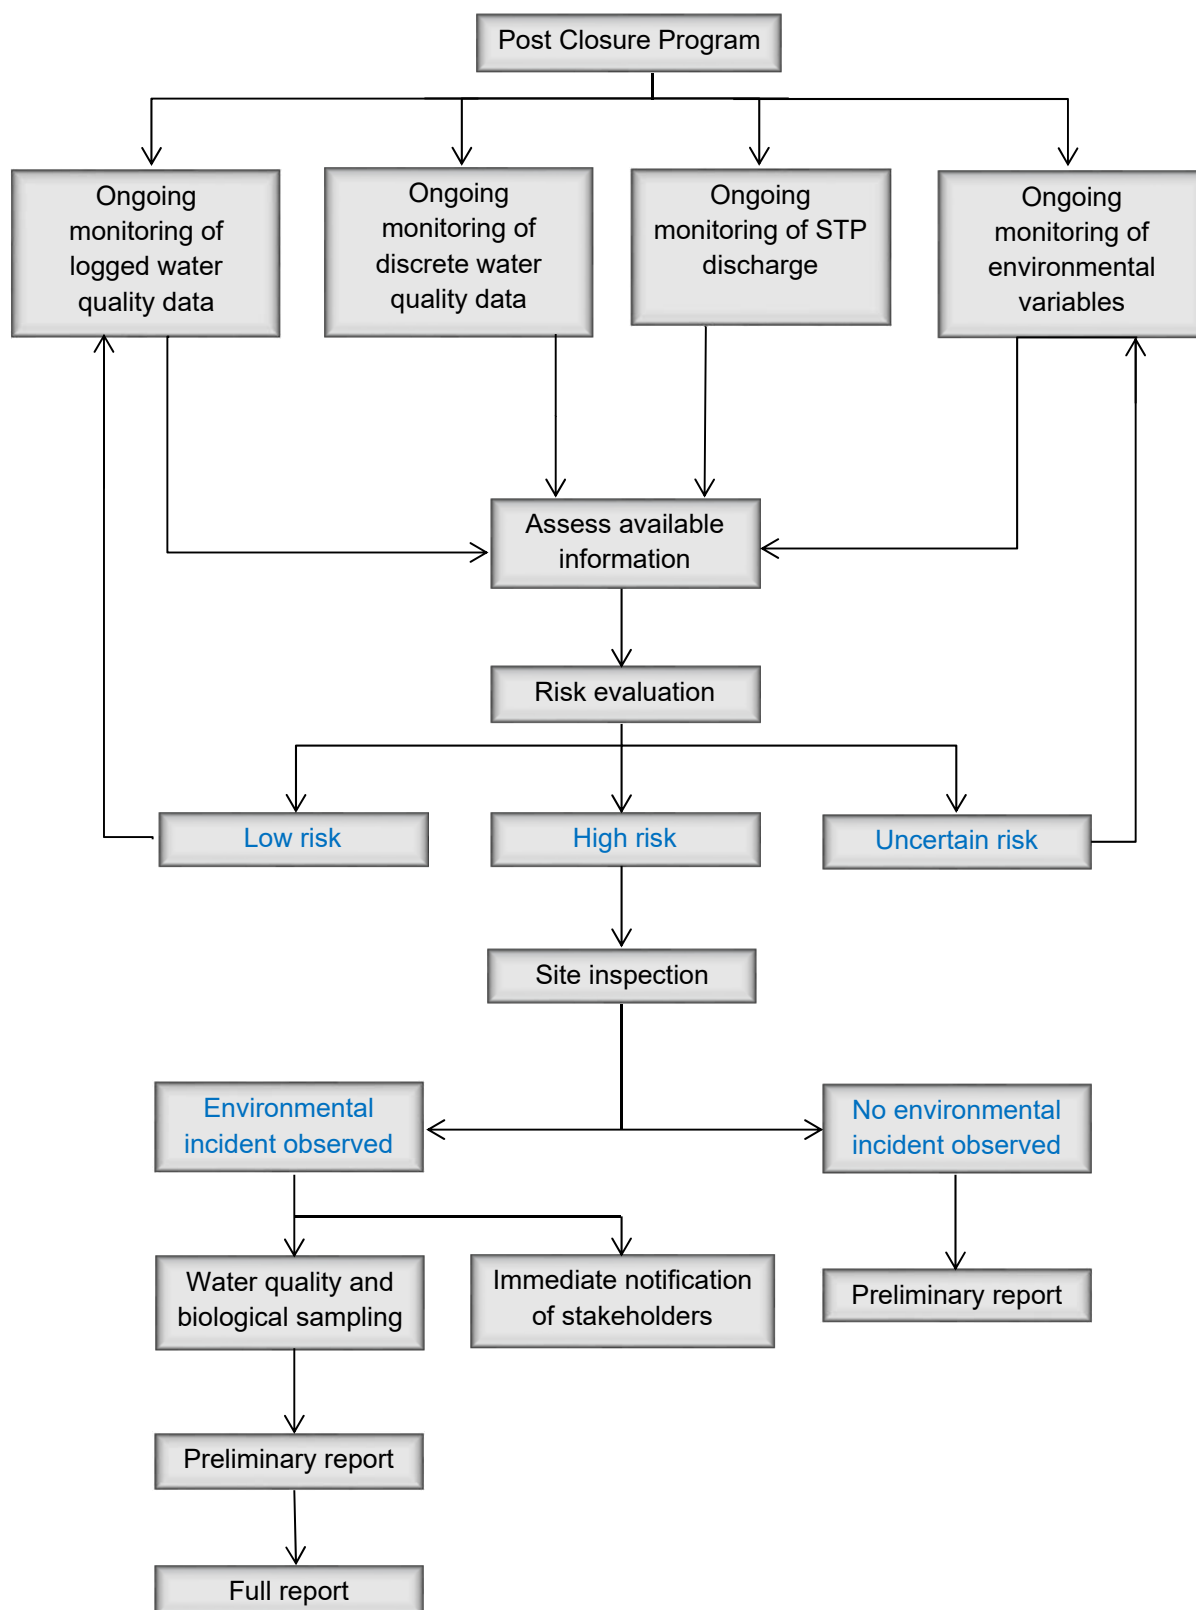 Post Closure Program
Ongoing
monitoring of
logged water
quality data
Ongoing
monitoring of
discrete water
quality data
Ongoing
monitoring of STP
discharge
Ongoing
monitoring of
environmental
variables
Assess available
information
Risk evaluation
Low risk
High risk
Uncertain risk
Site inspection
Environmental
incident observed
No environmental
incident observed
Water quality and
biological sampling
Immediate notification
of stakeholders
Preliminary report
Preliminary report
Full report